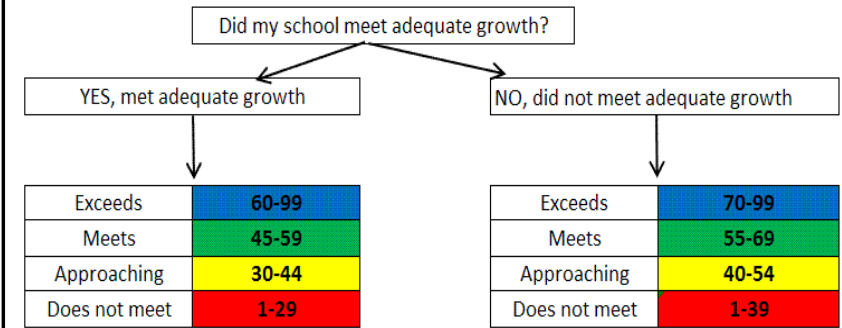 Did my school meet adequate growth?
YES, met adequate growth
NO, did not meet adequate growth
Exceeds 60-99
Meets 45-59
Approaching 30-44
Does not meet 1-29
Exceeds 70-99
Meets 55-69
Approaching 40-54
Does not meet 1-39